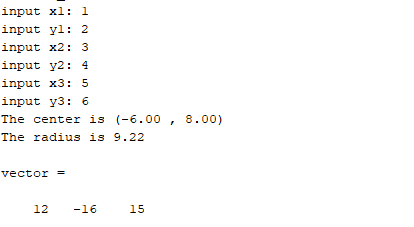 input x1: 1
input y1: 2
input x2: 3
input y2: 4
input x3: 5
input y3: 6
The center is (-6.00 , 8.00)
The radius is 9.22
vector =
12 -16 15